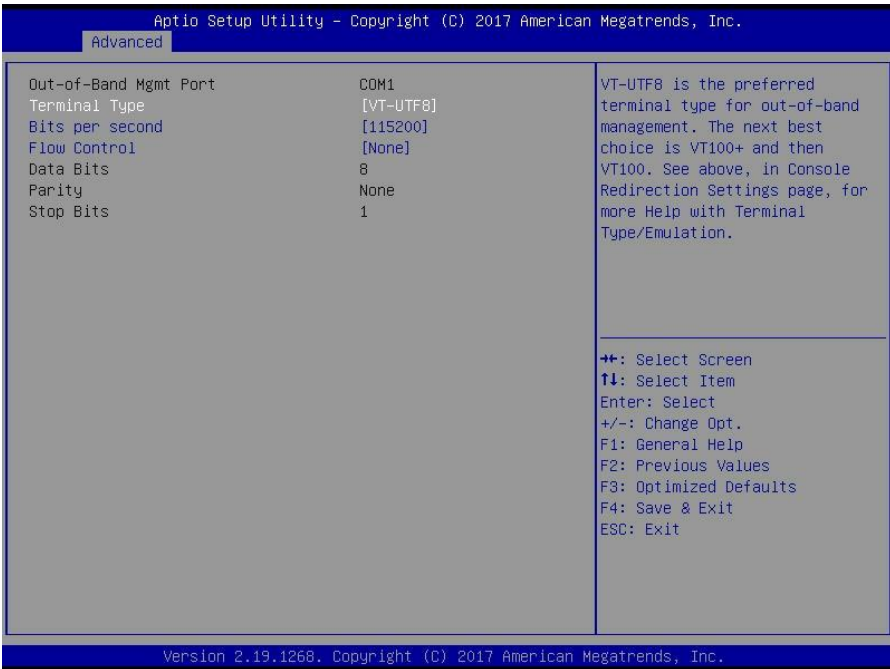 Aptio Setup Utility - Copyright (C) 2017 American Megatrends, Inc.
Advanced
Out-of-Band Mgmt Port COM1
Terminal Type [VT-UTF8]
Bits per second [115200]
Flow Control [None]
Data Bits 8
Parity None
Stop Bits 1
VT-UTF8 is the preferred
terminal type for out-of-band
management. The next best
choice is VT100+ and then
VT100. See above, in Console
Redirection Settings page, for
more Help with Terminal
Type/Emulation.
→←: Select Screen
↑↓: Select Item
Enter: Select
+/-: Change Opt.
F1: General Help
F2: Previous Values
F3: Optimized Defaults
F4: Save & Exit
ESC: Exit
Version 2.19.1268. Copyright (C) 2017 American Megatrends, Inc.